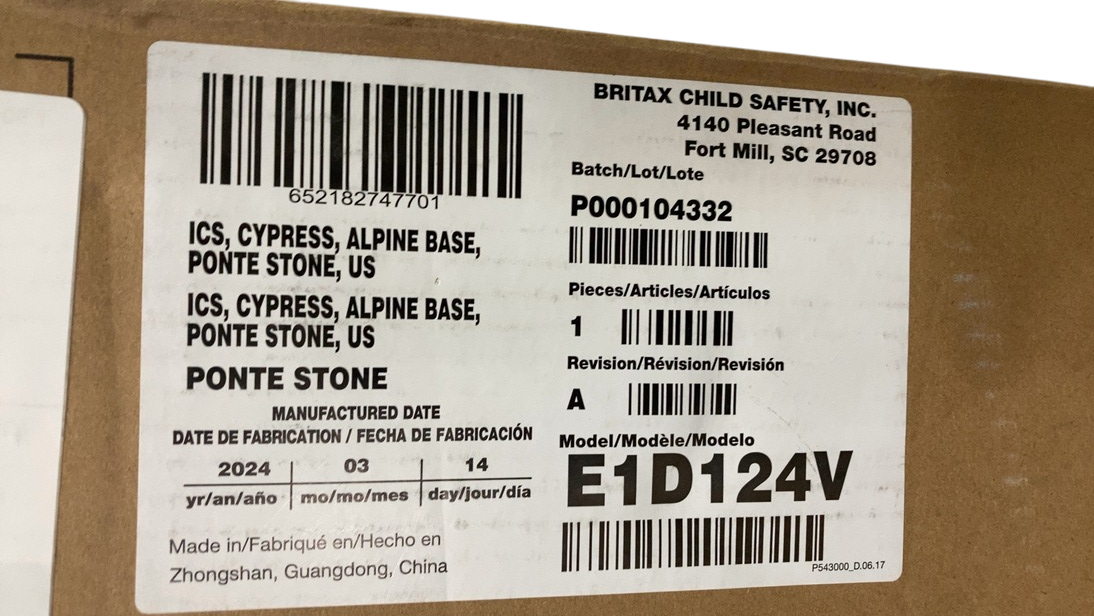 652182747701
ICS, CYPRESS, ALPINE BASE,
PONTE STONE, US
ICS, CYPRESS, ALPINE BASE,
PONTE STONE, US
PONTE STONE
MANUFACTURED DATE
DATE DE FABRICATION / FECHA DE FABRICACIÓN
2024 03 14
yr/an/año mo/mo/mes day/jour/día
Made in/Fabriqué en/Hecho en
Zhongshan, Guangdong, China
BRITAX CHILD SAFETY, INC.
4140 Pleasant Road
Fort Mill, SC 29708
Batch/Lot/Lote
P000104332
Pieces/Articles/Artículos
1
Revision/Révision/Revisión
A
Model/Modèle/Modelo
E1D124V
P543000_D.06.17